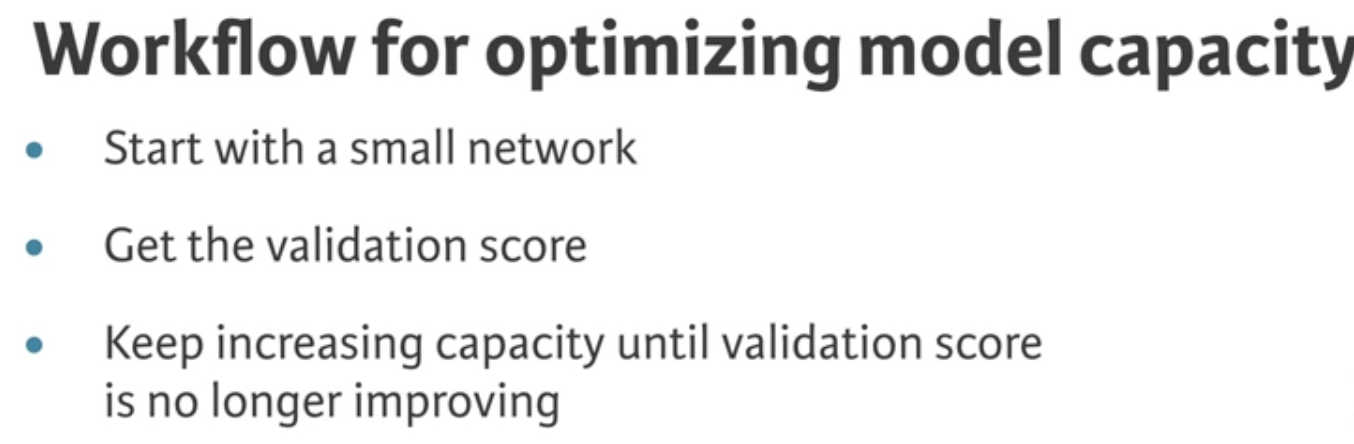 Workflow for optimizing model capacity
• Start with a small network
• Get the validation score
• Keep increasing capacity until validation score
is no longer improving